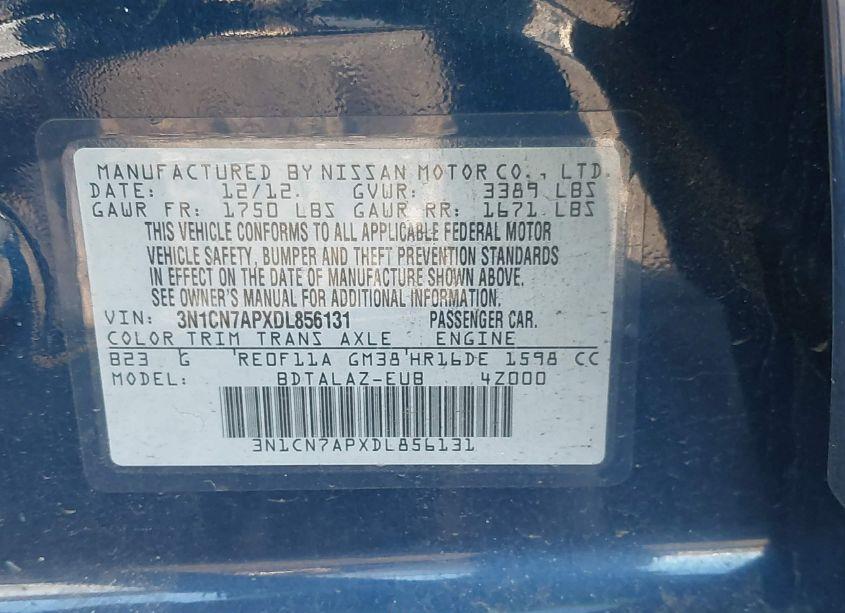 MANUFACTURED BY NISSAN MOTOR CO., LTD.
DATE: 12/12. GVWR: 3389 LBS
GAWR FR: 1750 LBS GAWR RR: 1671 LBS
THIS VEHICLE CONFORMS TO ALL APPLICABLE FEDERAL MOTOR
VEHICLE SAFETY, BUMPER AND THEFT PREVENTION STANDARDS
IN EFFECT ON THE DATE OF MANUFACTURE SHOWN ABOVE.
SEE OWNER'S MANUAL FOR ADDITIONAL INFORMATION.
VIN: 3N1CN7APXDL856131 PASSENGER CAR.
COLOR TRIM TRANS AXLE ENGINE
B23 G RE0F11A GM38 HR16DE 1598 CC
MODEL: BDTALAZ-EUB 4Z000
3N1CN7APXDL856131